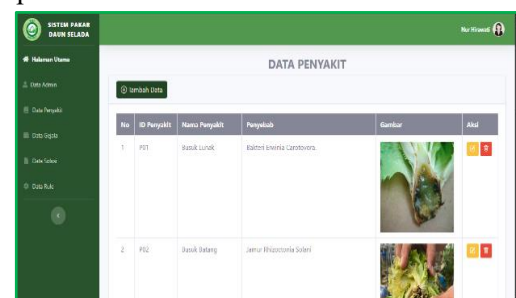 SISTEM PAKAR
DAUN SELADA
Nur Hirawati
Halaman Utama
Data Admin
Data Penyakit
Data Gejala
Data Solusi
Data Rule
DATA PENYAKIT
Tambah Data
No ID Penyakit Nama Penyakit Penyebab Gambar Aksi
1 P01 Busuk Lunak Bakteri Erwinia Carotovora
2 P02 Busuk Batang Jamur Rhizoctonia Solani